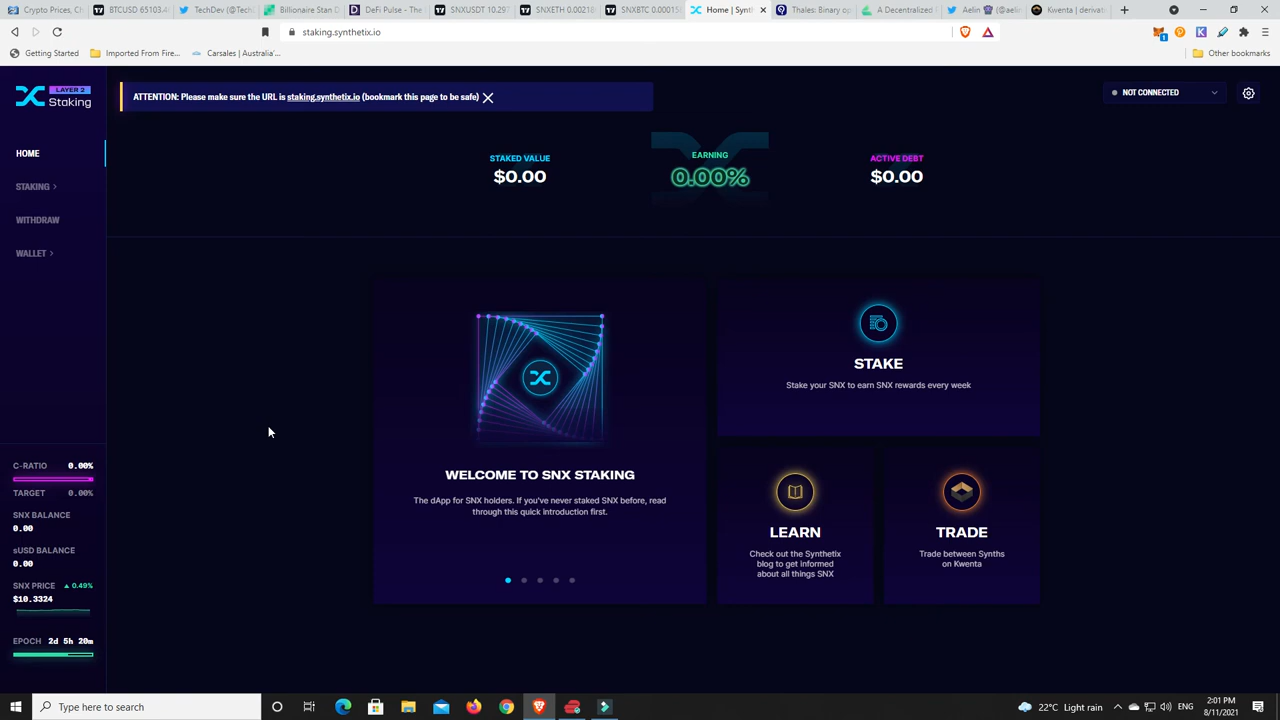 Crypto Prices, Ch
BTCUSD 65103.4
TechDev (@Tech
Billionaire Stan D
DeFi Pulse - The
SNXUSDT 10.297
SNXETH 0.00218
SNXBTC 0.00015
Home | Synth
Thales: Binary op
A Decentralized
Aelin (@aelin
Kwenta | derivat
staking.synthetix.io
Getting Started
Imported From Fire...
Carsales | Australia'...
Other bookmarks
LAYER 2
Staking
ATTENTION: Please make sure the URL is staking.synthetix.io (bookmark this page to be safe)
NOT CONNECTED
HOME
STAKING
WITHDRAW
WALLET
STAKED VALUE
$0.00
EARNING
0.00%
ACTIVE DEBT
$0.00
WELCOME TO SNX STAKING
The dApp for SNX holders. If you've never staked SNX before, read
through this quick introduction first.
STAKE
Stake your SNX to earn SNX rewards every week
LEARN
Check out the Synthetix
blog to get informed
about all things SNX
TRADE
Trade between Synths
on Kwenta
C-RATIO 0.00%
TARGET 0.00%
SNX BALANCE
0.00
sUSD BALANCE
0.00
SNX PRICE ▲ 0.49%
$10.3324
EPOCH 2d 5h 20m
Type here to search
22°C Light rain
ENG
2:01 PM
8/11/2021